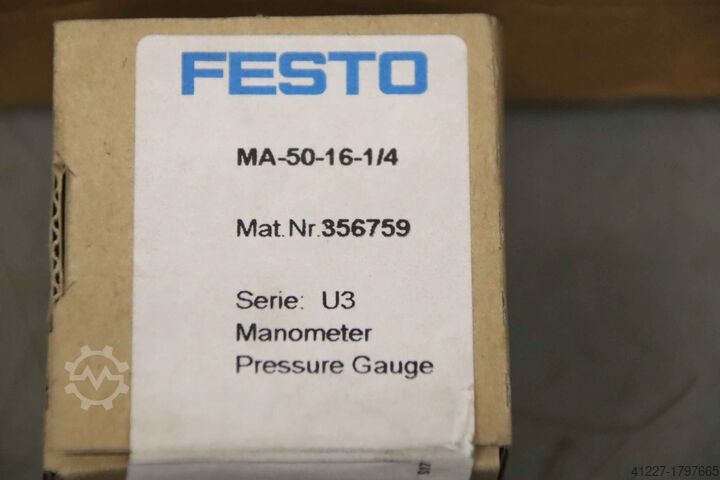 FESTO
MA-50-16-1/4
Mat.Nr.356759
Serie: U3
Manometer
Pressure Gauge
41227-1797665